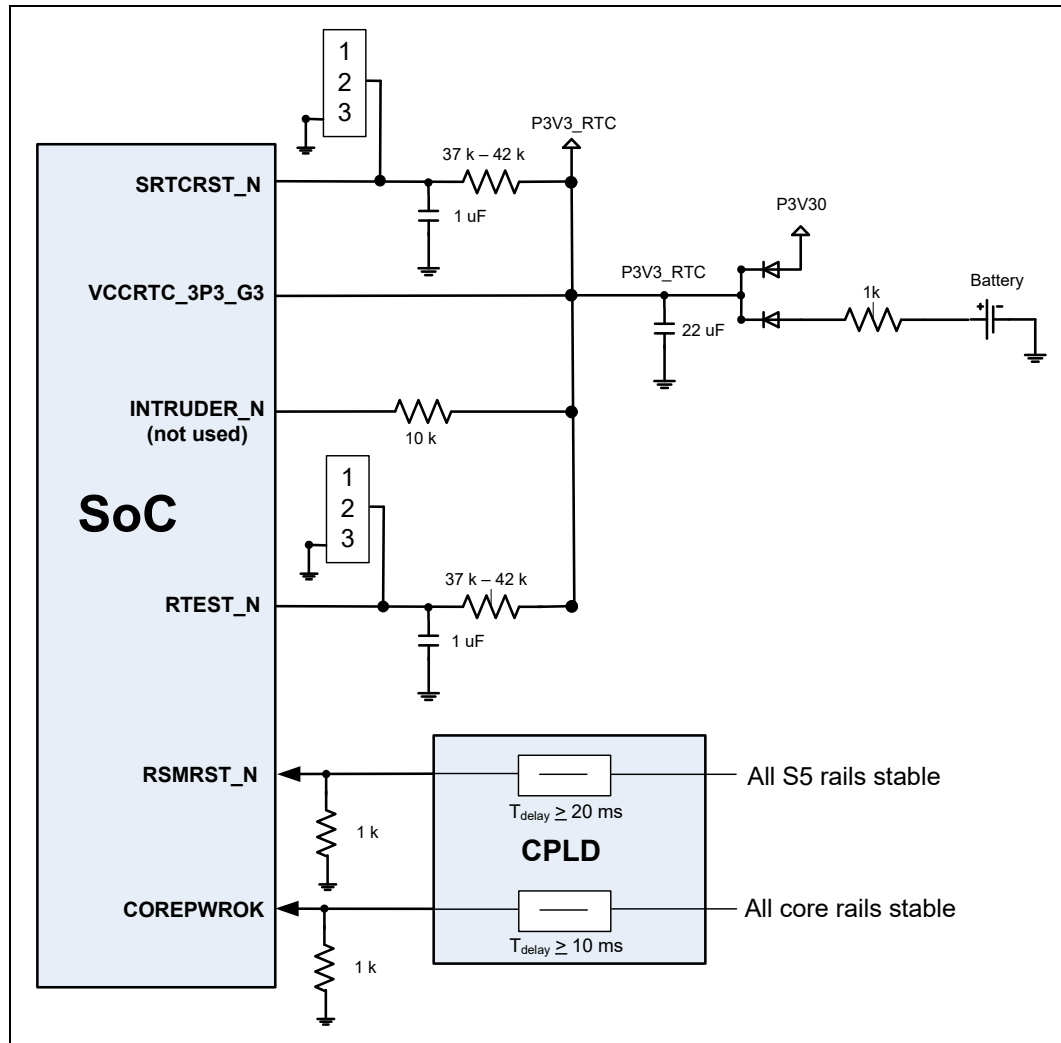 1
2
3
P3V3_RTC
37 k – 42 k
SRTCRST_N
1 uF
P3V30
P3V3_RTC
Battery
VCCRTC_3P3_G3
1k
+ -
22 uF
INTRUDER_N
(not used)
10 k
1
2
3
SoC
37 k – 42 k
RTEST_N
1 uF
RSMRST_N
All S5 rails stable
Tdelay ≥ 20 ms
1 k
CPLD
COREPWROK
All core rails stable
Tdelay ≥ 10 ms
1 k